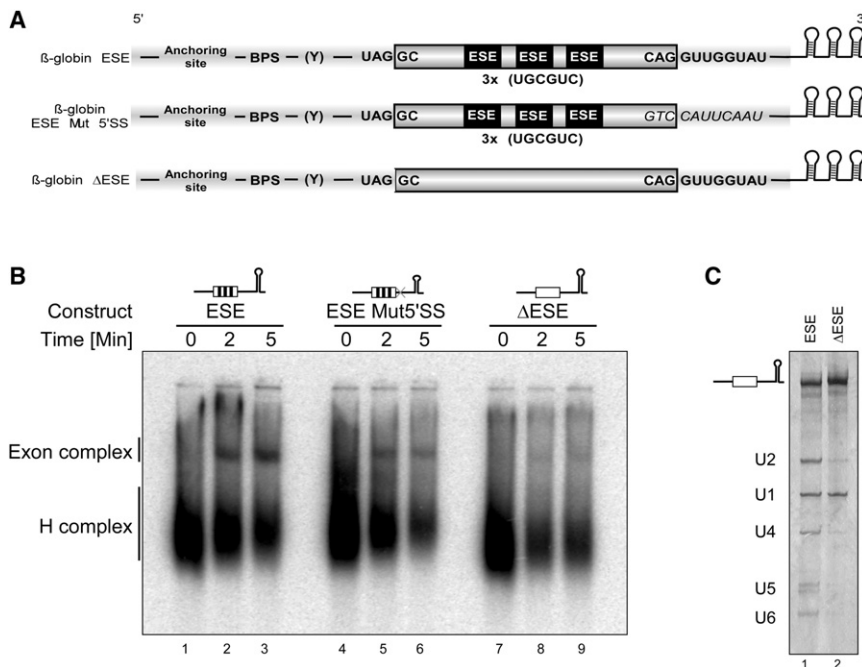 A
5' 3'
ß-globin ESE Anchoring site BPS (Y) UAG GC ESE ESE ESE CAG GUUGGUAU
3x (UGCGUC)
ß-globin ESE Mut 5'SS Anchoring site BPS (Y) UAG GC ESE ESE ESE GTC CAUUCAAU
3x (UGCGUC)
ß-globin ΔESE Anchoring site BPS (Y) UAG GC CAG GUUGGUAU
B
Construct ESE ESE Mut5'SS ΔESE
Time [Min] 0 2 5 0 2 5 0 2 5
Exon complex
H complex
1 2 3 4 5 6 7 8 9
C
ESE ΔESE
U2
U1
U4
U5
U6
1 2